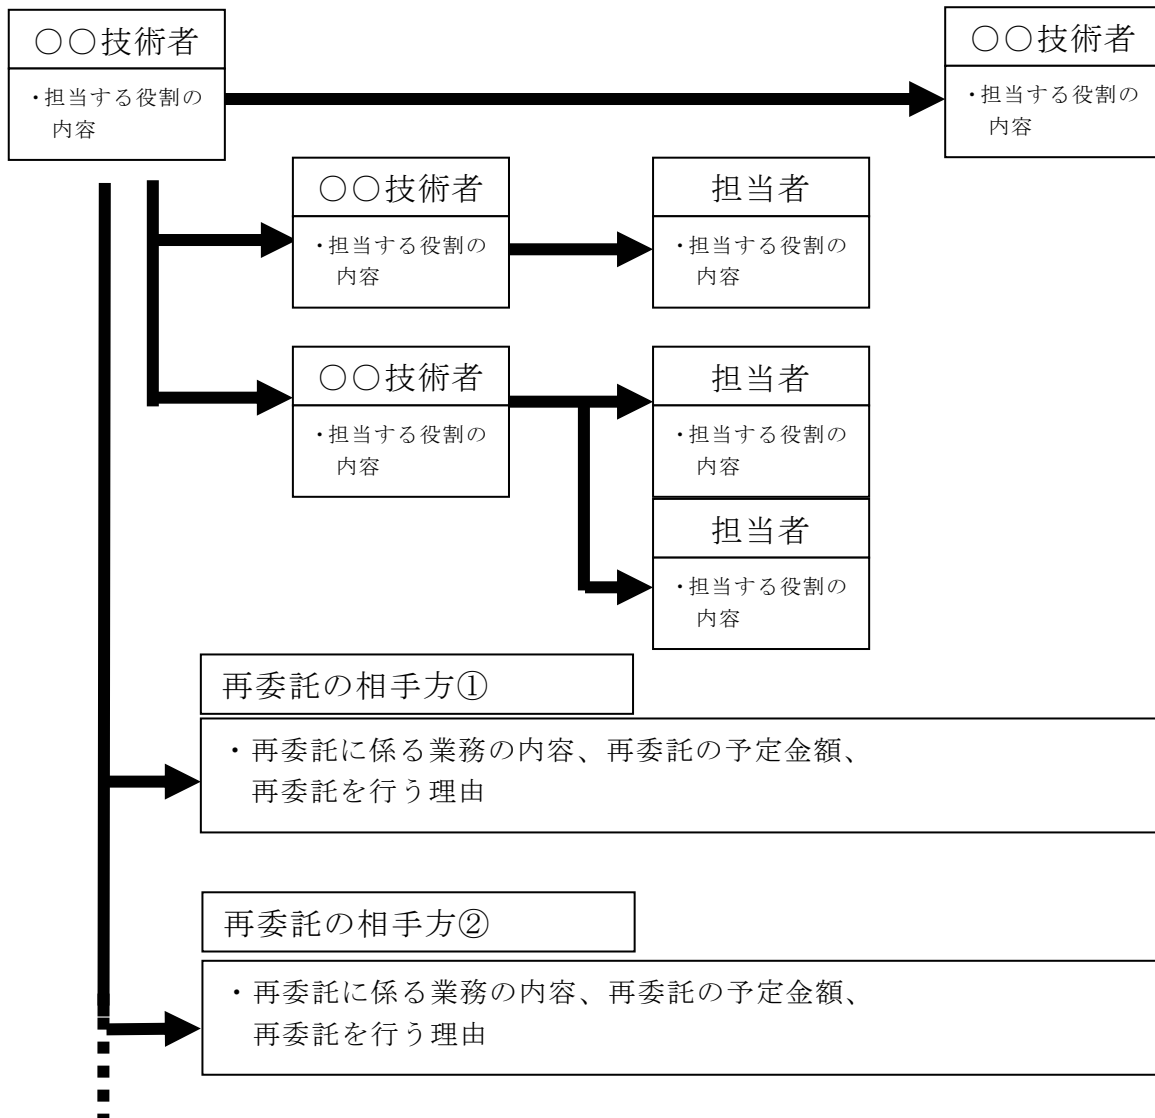 〇〇技術者
・担当する役割の
内容
〇〇技術者
・担当する役割の
内容
〇〇技術者
・担当する役割の
内容
担当者
・担当する役割の
内容
〇〇技術者
・担当する役割の
内容
担当者
・担当する役割の
内容
担当者
・担当する役割の
内容
再委託の相手方①
・再委託に係る業務の内容、再委託の予定金額、
再委託を行う理由
再委託の相手方②
・再委託に係る業務の内容、再委託の予定金額、
再委託を行う理由